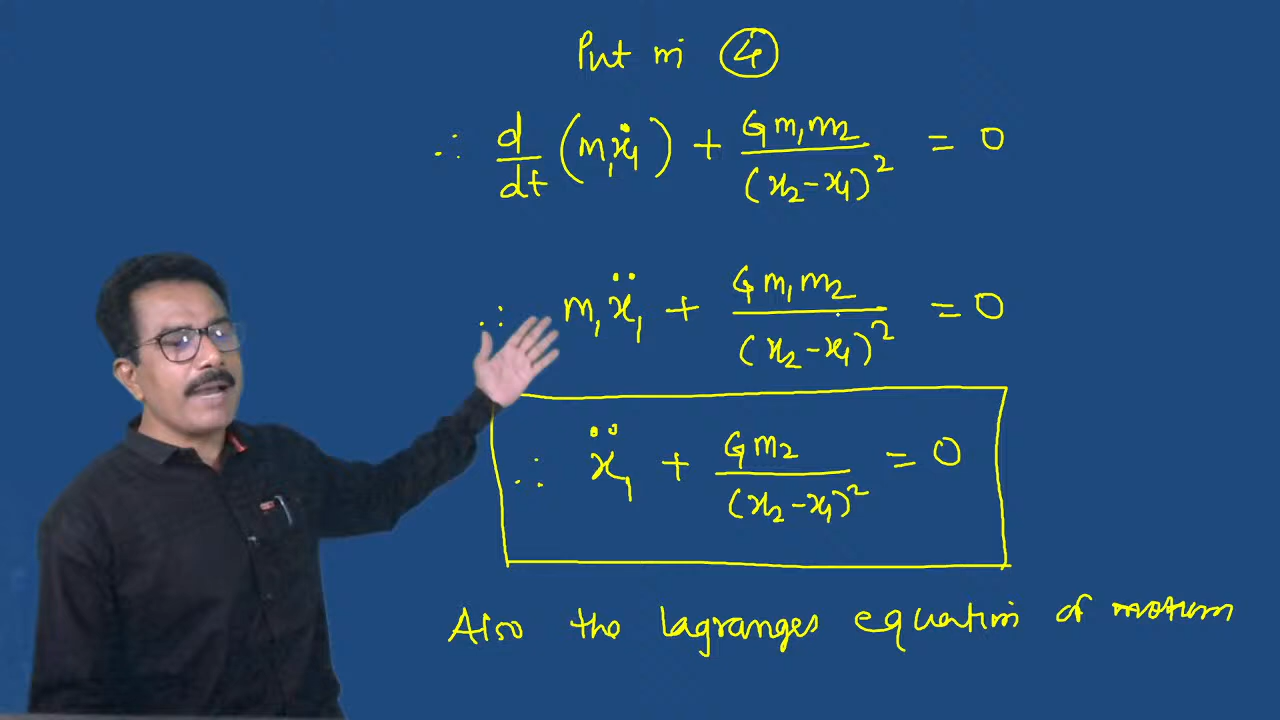 Put in ④
∴ d/dt (m₁ẋ₁) + Gm₁m₂/(x₂-x₁)² = 0
∴ m₁ẍ₁ + Gm₁m₂/(x₂-x₁)² = 0
∴ ẍ₁ + Gm₂/(x₂-x₁)² = 0
Also the lagranges equation of motion